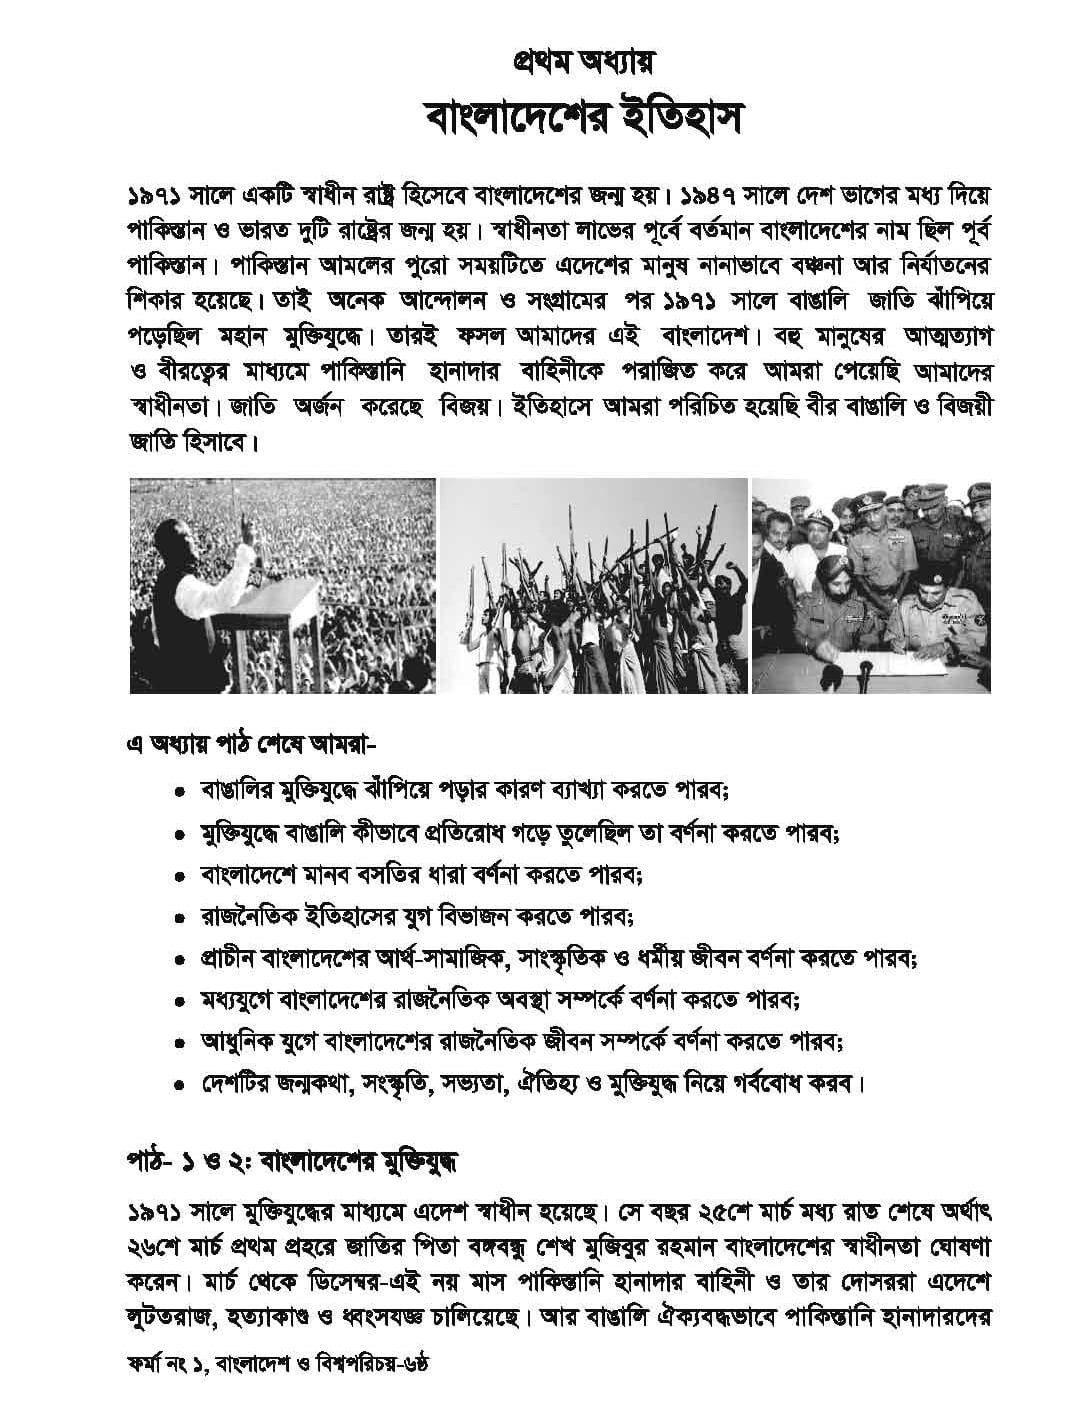 প্রথম অধ্যায়
বাংলাদেশের ইতিহাস
১৯৭১ সালে একটি স্বাধীন রাষ্ট্র হিসেবে বাংলাদেশের জন্ম হয়। ১৯৪৭ সালে দেশ ভাগের মধ্য দিয়ে
পাকিস্তান ও ভারত দুটি রাষ্ট্রের জন্ম হয়। স্বাধীনতা লাভের পূর্বে বর্তমান বাংলাদেশের নাম ছিল পূর্ব
পাকিস্তান। পাকিস্তান আমলের পুরো সময়টিতে এদেশের মানুষ নানাভাবে বঞ্চনা আর নির্যাতনের
শিকার হয়েছে। তাই অনেক আন্দোলন ও সংগ্রামের পর ১৯৭১ সালে বাঙালি জাতি ঝাঁপিয়ে
পড়েছিল মহান মুক্তিযুদ্ধে। তারই ফসল আমাদের এই বাংলাদেশ। বহু মানুষের আত্মত্যাগ
ও বীরত্বের মাধ্যমে পাকিস্তানি হানাদার বাহিনীকে পরাজিত করে আমরা পেয়েছি আমাদের
স্বাধীনতা। জাতি অর্জন করেছে বিজয়। ইতিহাসে আমরা পরিচিত হয়েছি বীর বাঙালি ও বিজয়ী
জাতি হিসাবে।
এ অধ্যায় পাঠ শেষে আমরা-
• বাঙালির মুক্তিযুদ্ধে ঝাঁপিয়ে পড়ার কারণ ব্যাখ্যা করতে পারব;
• মুক্তিযুদ্ধে বাঙালি কীভাবে প্রতিরোধ গড়ে তুলেছিল তা বর্ণনা করতে পারব;
• বাংলাদেশে মানব বসতির ধারা বর্ণনা করতে পারব;
• রাজনৈতিক ইতিহাসের যুগ বিভাজন করতে পারব;
• প্রাচীন বাংলাদেশের আর্থ-সামাজিক, সাংস্কৃতিক ও ধর্মীয় জীবন বর্ণনা করতে পারব;
• মধ্যযুগে বাংলাদেশের রাজনৈতিক অবস্থা সম্পর্কে বর্ণনা করতে পারব;
• আধুনিক যুগে বাংলাদেশের রাজনৈতিক জীবন সম্পর্কে বর্ণনা করতে পারব;
• দেশটির জন্মকথা, সংস্কৃতি, সভ্যতা, ঐতিহ্য ও মুক্তিযুদ্ধ নিয়ে গর্ববোধ করব।
পাঠ- ১ ও ২: বাংলাদেশের মুক্তিযুদ্ধ
১৯৭১ সালে মুক্তিযুদ্ধের মাধ্যমে এদেশ স্বাধীন হয়েছে। সে বছর ২৫শে মার্চ মধ্য রাত শেষে অর্থাৎ
২৬শে মার্চ প্রথম প্রহরে জাতির পিতা বঙ্গবন্ধু শেখ মুজিবুর রহমান বাংলাদেশের স্বাধীনতা ঘোষণা
করেন। মার্চ থেকে ডিসেম্বর-এই নয় মাস পাকিস্তানি হানাদার বাহিনী ও তার দোসররা এদেশে
লুটতরাজ, হত্যাকাণ্ড ও ধ্বংসযজ্ঞ চালিয়েছে। আর বাঙালি ঐক্যবদ্ধভাবে পাকিস্তানি হানাদারদের
ফর্মা নং ১, বাংলাদেশ ও বিশ্বপরিচয়-৬ষ্ঠ